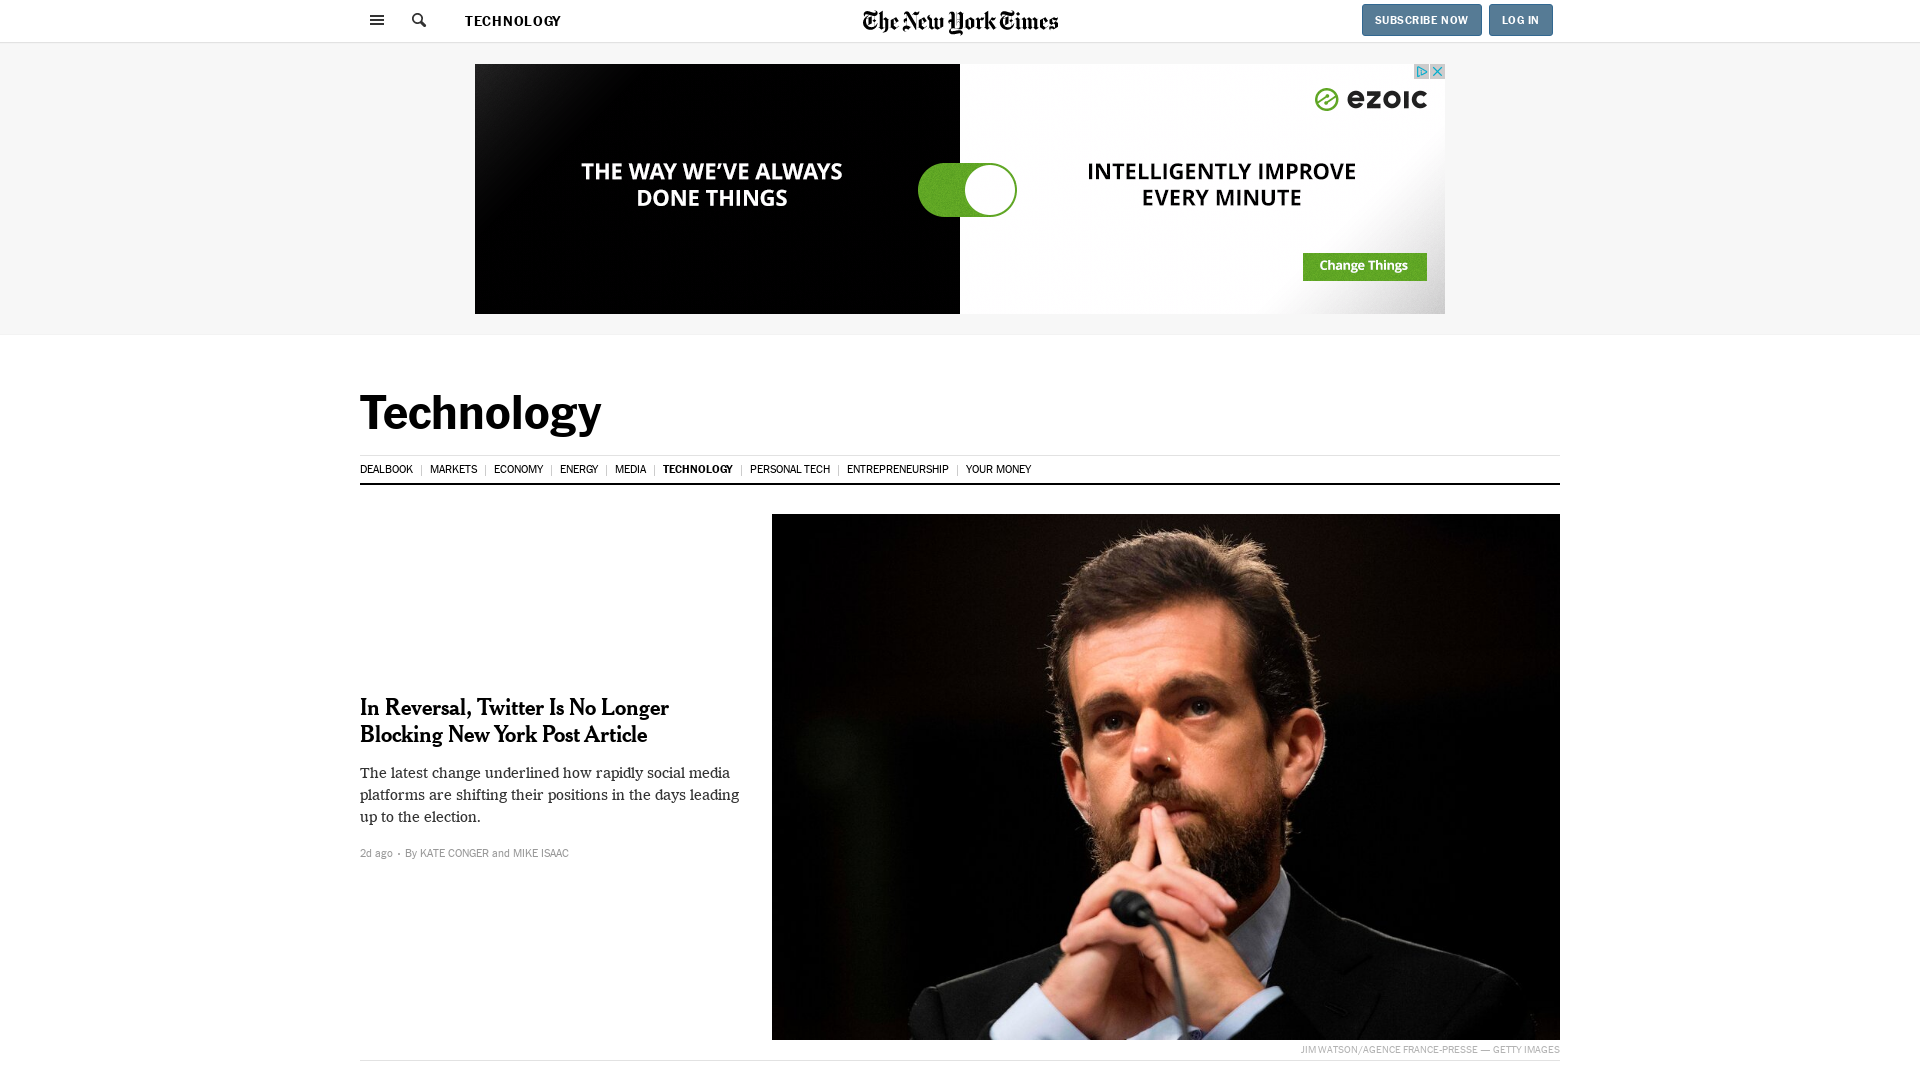 TECHNOLOGY
The New York Times
SUBSCRIBE NOW
LOG IN
THE WAY WE'VE ALWAYS
DONE THINGS
ezoic
INTELLIGENTLY IMPROVE
EVERY MINUTE
Change Things
Technology
DEALBOOK MARKETS ECONOMY ENERGY MEDIA TECHNOLOGY PERSONAL TECH ENTREPRENEURSHIP YOUR MONEY
In Reversal, Twitter Is No Longer
Blocking New York Post Article
The latest change underlined how rapidly social media
platforms are shifting their positions in the days leading
up to the election.
2d ago · By KATE CONGER and MIKE ISAAC
JIM WATSON/AGENCE FRANCE-PRESSE — GETTY IMAGES